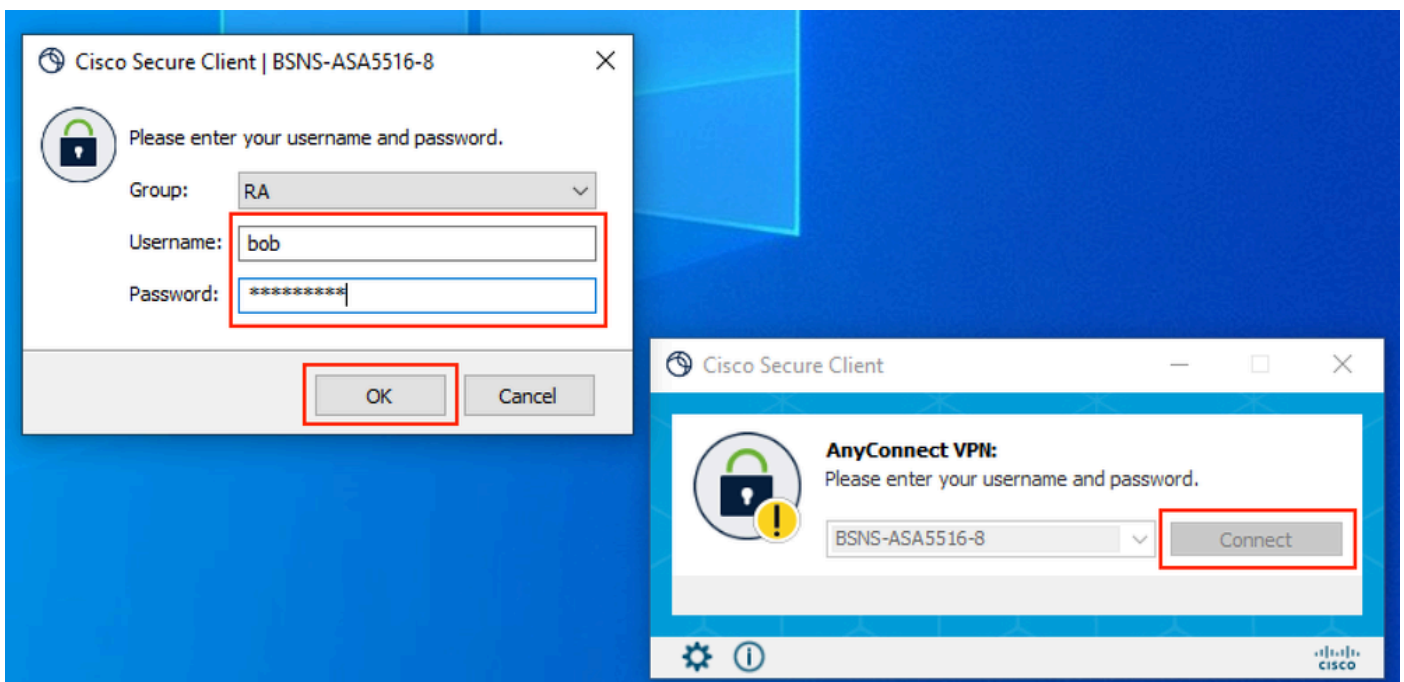 Cisco Secure Client | BSNS-ASA5516-8
Please enter your username and password.
Group: RA
Username: bob
Password: *********
OK Cancel
Cisco Secure Client
AnyConnect VPN:
Please enter your username and password.
BSNS-ASA5516-8 Connect
cisco